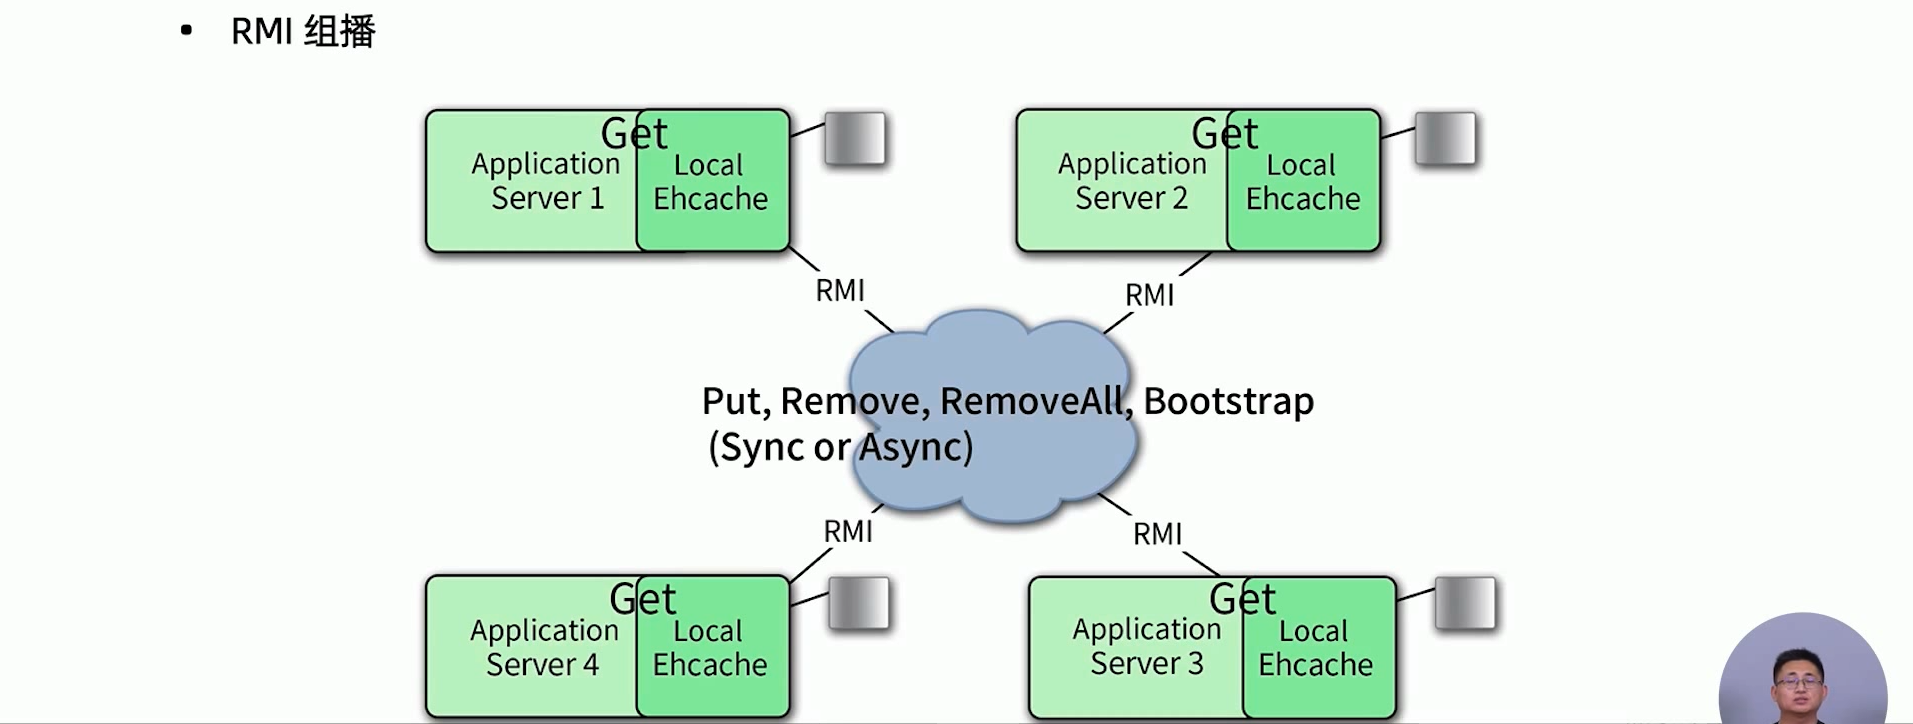 • RMI 组播
Get
Application
Server 1
Local
Ehcache
Get
Application
Server 2
Local
Ehcache
RMI
RMI
Put, Remove, RemoveAll, Bootstrap
(Sync or Async)
RMI
RMI
Get
Application
Server 4
Local
Ehcache
Get
Application
Server 3
Local
Ehcache